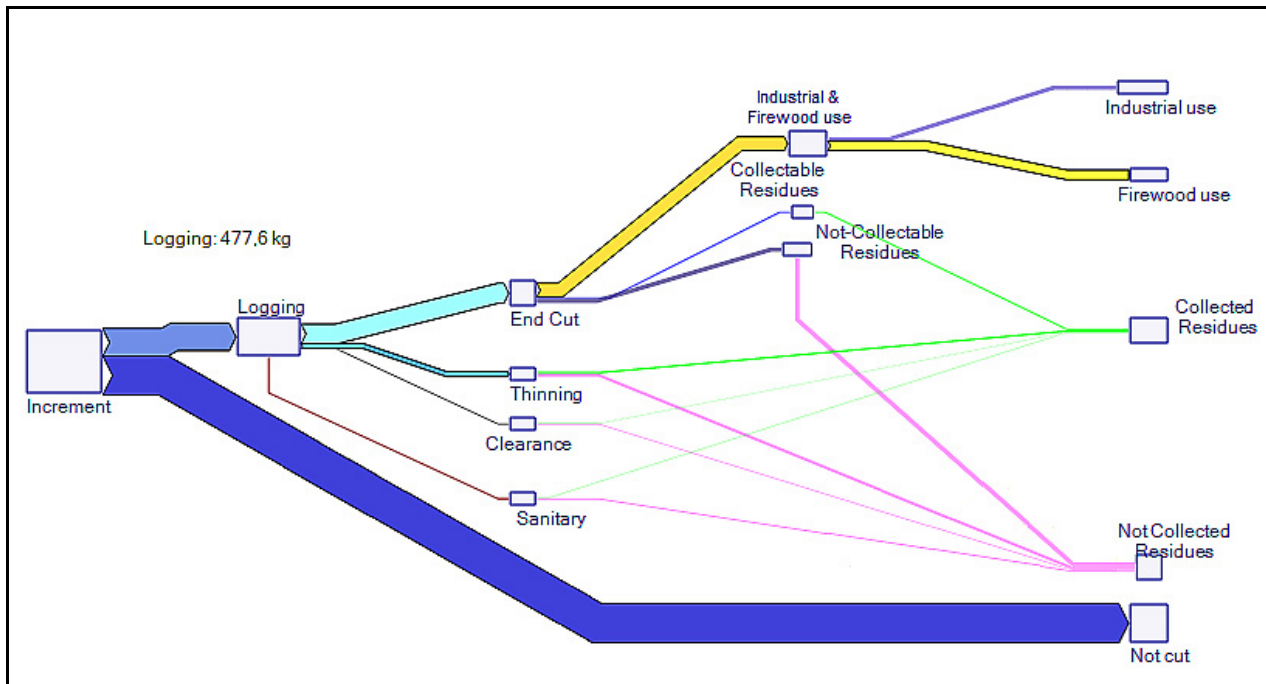 Industrial &
Firewood use
Industrial use
Collectable
Residues
Firewood use
Logging: 477,6 kg
Not-Collectable
Residues
Logging
End Cut
Collected
Residues
Increment
Thinning
Clearance
Sanitary
Not Collected
Residues
Not cut